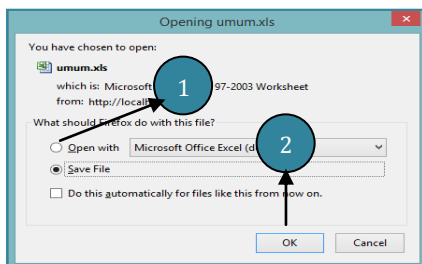 Opening umum.xls
You have chosen to open:
umum.xls
which is: Microsoft 97-2003 Worksheet
from: http://local
1
What should Firefox do with this file?
Open with Microsoft Office Excel (d
2
Save File
Do this automatically for files like this from now on.
OK Cancel